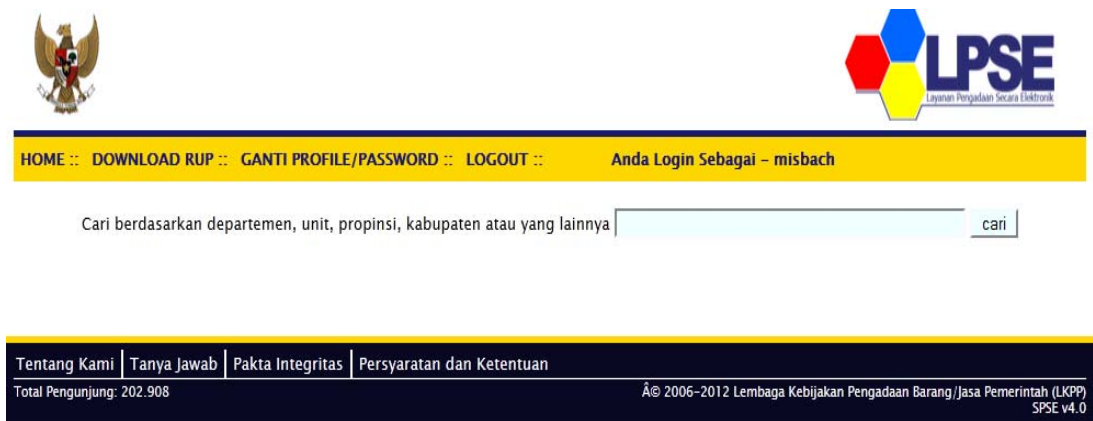 LPSE
Layanan Pengadaan Secara Elektronik
HOME :: DOWNLOAD RUP :: GANTI PROFILE/PASSWORD :: LOGOUT :: Anda Login Sebagai – misbach
Cari berdasarkan departemen, unit, propinsi, kabupaten atau yang lainnya cari
Tentang Kami | Tanya Jawab | Pakta Integritas | Persyaratan dan Ketentuan
Total Pengunjung: 202.908 Â© 2006–2012 Lembaga Kebijakan Pengadaan Barang/Jasa Pemerintah (LKPP)
SPSE v4.0